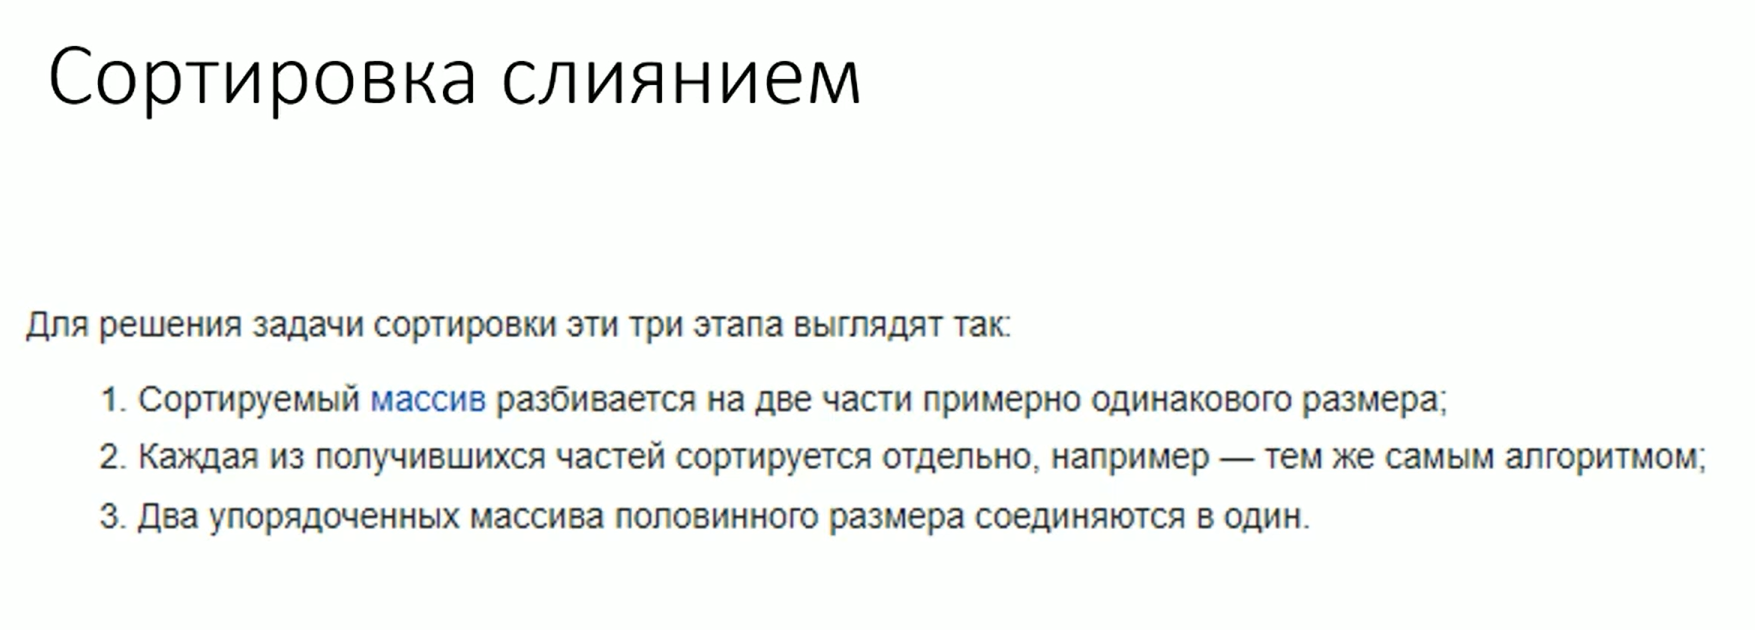 Сортировка слиянием
Для решения задачи сортировки эти три этапа выглядят так:
1. Сортируемый массив разбивается на две части примерно одинакового размера;
2. Каждая из получившихся частей сортируется отдельно, например — тем же самым алгоритмом;
3. Два упорядоченных массива половинного размера соединяются в один.